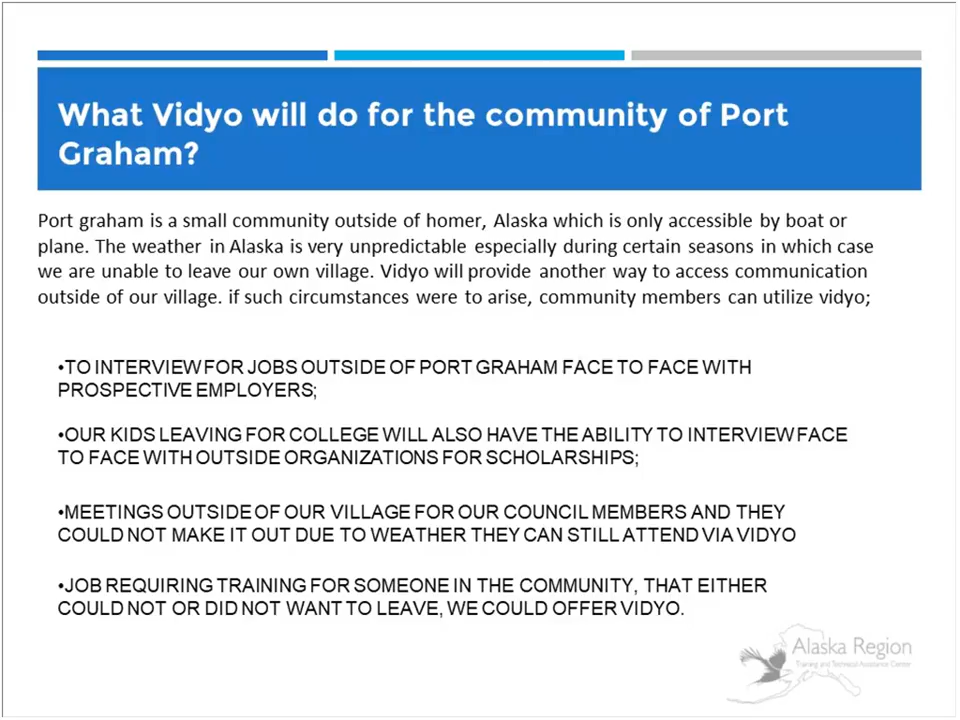 What Vidyo will do for the community of Port
Graham?
Port graham is a small community outside of homer, Alaska which is only accessible by boat or
plane. The weather in Alaska is very unpredictable especially during certain seasons in which case
we are unable to leave our own village. Vidyo will provide another way to access communication
outside of our village. if such circumstances were to arise, community members can utilize vidyo;
•TO INTERVIEW FOR JOBS OUTSIDE OF PORT GRAHAM FACE TO FACE WITH
PROSPECTIVE EMPLOYERS;
•OUR KIDS LEAVING FOR COLLEGE WILL ALSO HAVE THE ABILITY TO INTERVIEW FACE
TO FACE WITH OUTSIDE ORGANIZATIONS FOR SCHOLARSHIPS;
•MEETINGS OUTSIDE OF OUR VILLAGE FOR OUR COUNCIL MEMBERS AND THEY
COULD NOT MAKE IT OUT DUE TO WEATHER THEY CAN STILL ATTEND VIA VIDYO
•JOB REQUIRING TRAINING FOR SOMEONE IN THE COMMUNITY, THAT EITHER
COULD NOT OR DID NOT WANT TO LEAVE, WE COULD OFFER VIDYO.
Alaska Region
Training and Technical Assistance Center